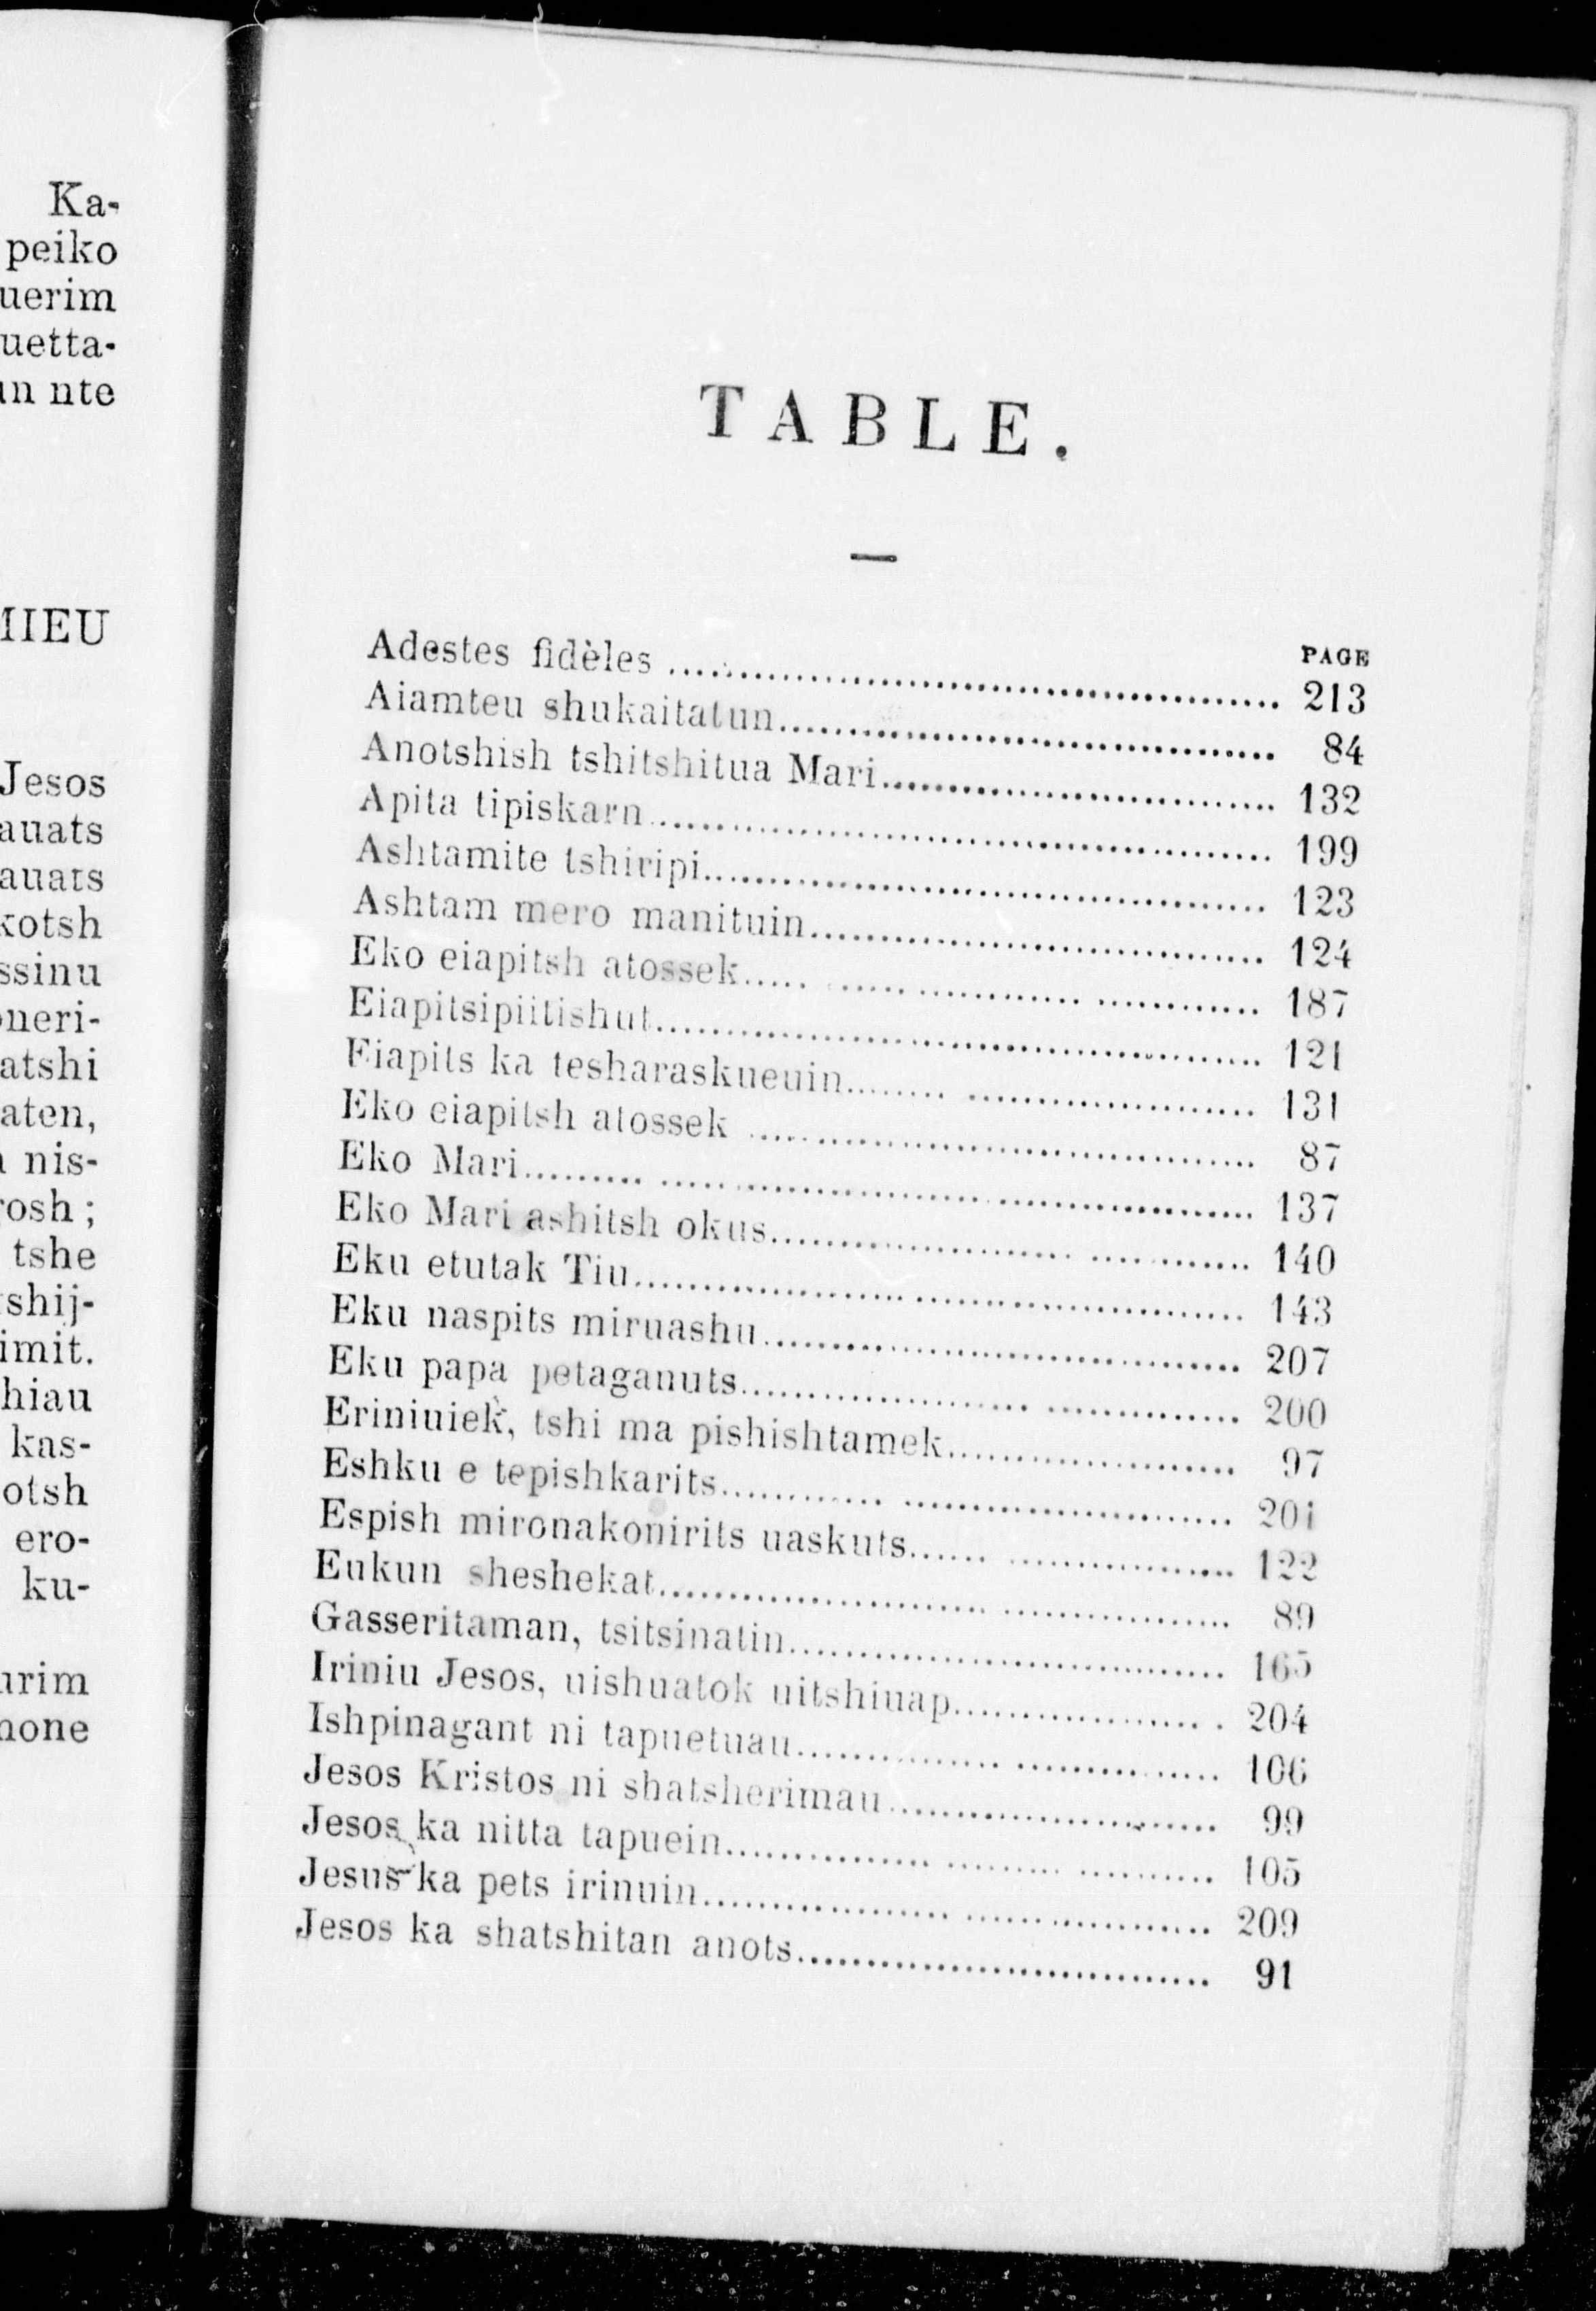 Ka-
peiko
uerim
uetta-
un nte
MIEU
Jesos
auats
auats
kotsh
ssinu
oneri-
atshi
aten,
nis-
rosh ;
tshe
tshij-
imit.
hiau
kas-
otsh
ero-
ku-
urim
none
TABLE.
PAGE
Adestes fidèles ........ 213
Aiamteu shukaitatun........ 84
Anotshish tshitshitua Mari........ 132
Apita tipiskarn........ 199
Ashtamite tshiripi........ 123
Ashtam mero manituin........ 124
Eko eiapitsh atossek........ 187
Eiapitsipiitishut........ 121
Eiapits ka tesharaskueuin........ 131
Eko eiapitsh atossek ........ 87
Eko Mari........ 137
Eko Mari ashitsh okus........ 140
Eku etutak Tiu........ 143
Eku naspits miruashu........ 207
Eku papa petaganuts........ 200
Eriniuiek, tshi ma pishishtamek........ 97
Eshku e tepishkarits........ 201
Espish mironakonirits uaskuts........ 122
Eukun sheshekat........ 89
Gasseritaman, tsitsinatin........ 165
Iriniu Jesos, uishuatok uitshiuap........ 204
Ishpinagant ni tapuetuau........ 106
Jesos Kristos ni shatsherimau........ 99
Jesos ka nitta tapuein........ 105
Jesus ka pets irinuin........ 209
Jesos ka shatshitan anots........ 91